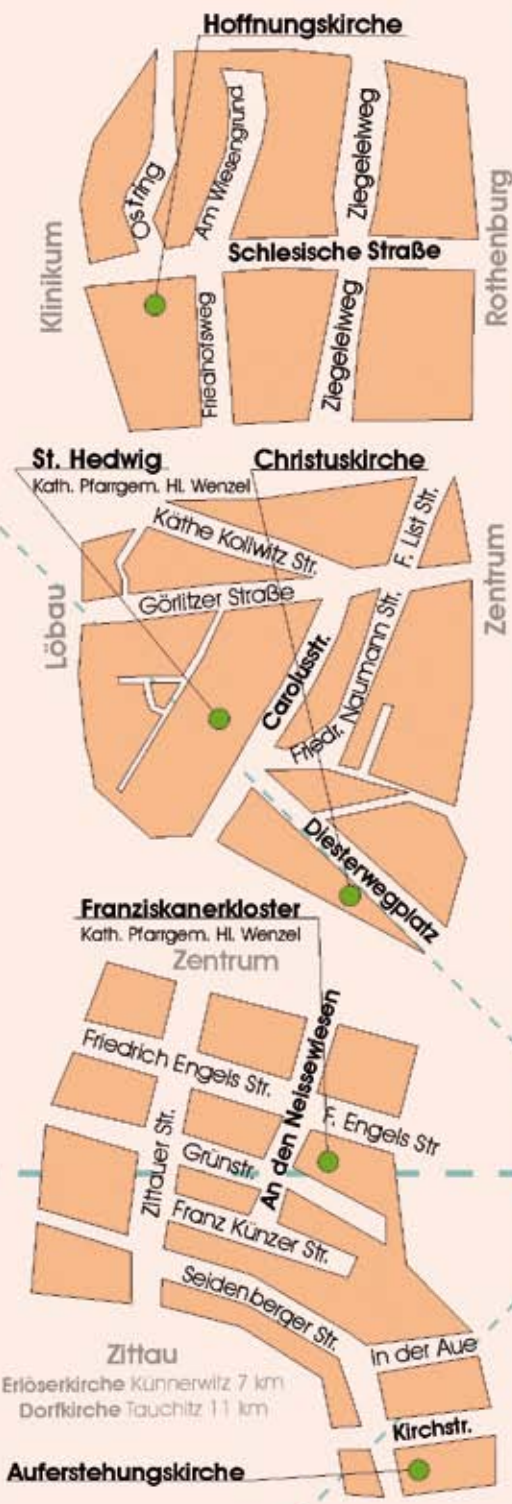 Hoffnungskirche
Ostring
Am Wiesengrund
Ziegeleiweg
Klinikum
Schlesische Straße
Rothenburg
Friedhofsweg
Ziegeleiweg
St. Hedwig
Kath. Pfarrgem. Hl. Wenzel
Christuskirche
Käthe Kollwitz Str.
F. List Str.
Görlitzer Straße
Zentrum
Löbau
Carolusstr.
Friedr. Naumann Str.
Diesterwegplatz
Franziskanerkloster
Kath. Pfarrgem. Hl. Wenzel
Zentrum
Friedrich Engels Str.
An den Neissewiesen
F. Engels Str
Zittauer Str.
Grünstr.
Franz Künzer Str.
Seidenberger Str.
In der Aue
Zittau
Erlöserkirche Kunnerwitz 7 km
Dorfkirche Tauchitz 11 km
Kirchstr.
Auferstehungskirche